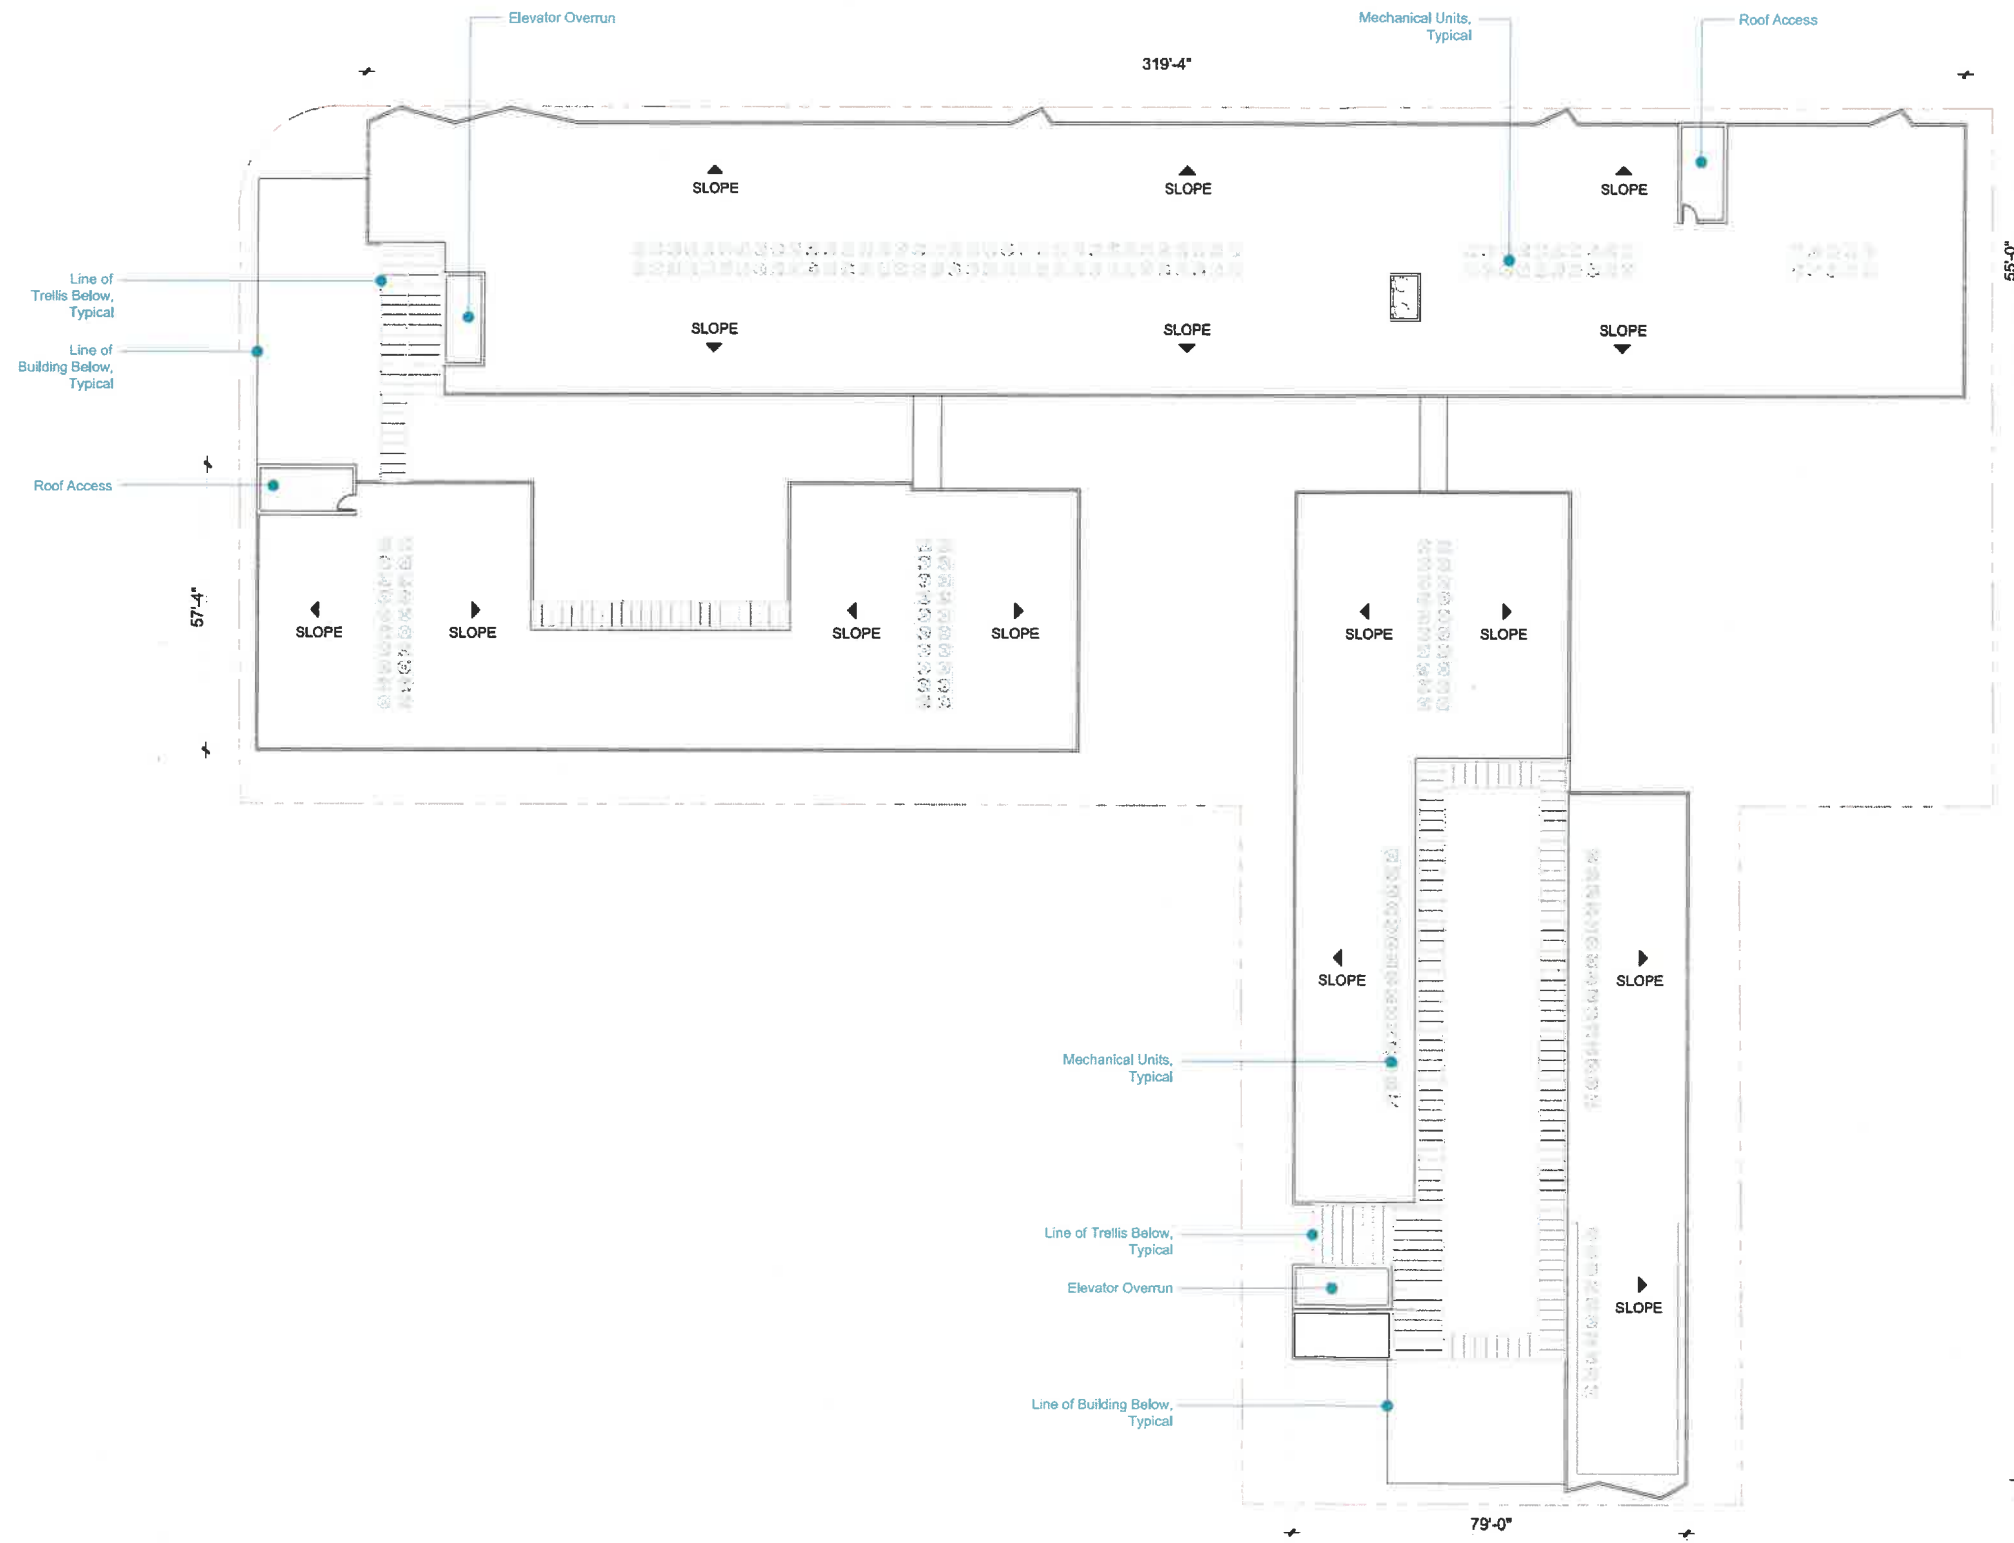 Elevator Overrun
Mechanical Units,
Typical
Roof Access
319'-4"
SLOPE
SLOPE
SLOPE
55'-0"
Line of
Trellis Below,
Typical
SLOPE
SLOPE
SLOPE
Line of
Building Below,
Typical
Roof Access
57'-4"
SLOPE
SLOPE
SLOPE
SLOPE
SLOPE
SLOPE
SLOPE
SLOPE
Mechanical Units,
Typical
Line of Trellis Below,
Typical
Elevator Overrun
SLOPE
Line of Building Below,
Typical
79'-0"